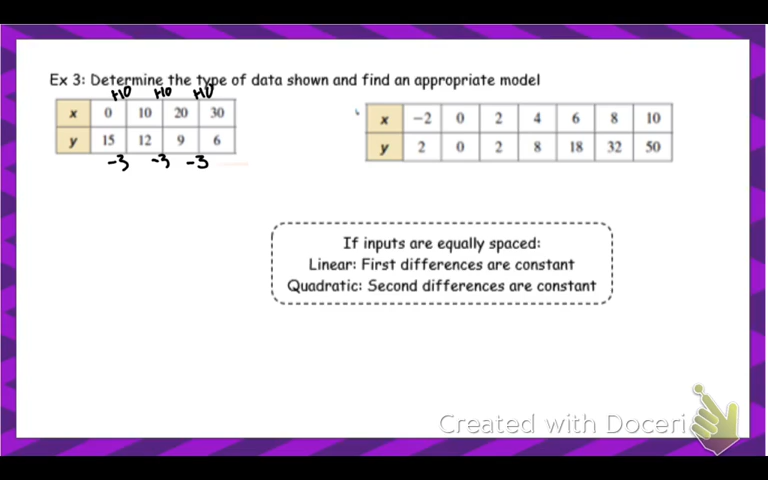 Ex 3: Determine the type of data shown and find an appropriate model
+10 +10 +10
x 0 10 20 30
y 15 12 9 6
-3 -3 -3
x −2 0 2 4 6 8 10
y 2 0 2 8 18 32 50
If inputs are equally spaced:
Linear: First differences are constant
Quadratic: Second differences are constant
Created with Doceri